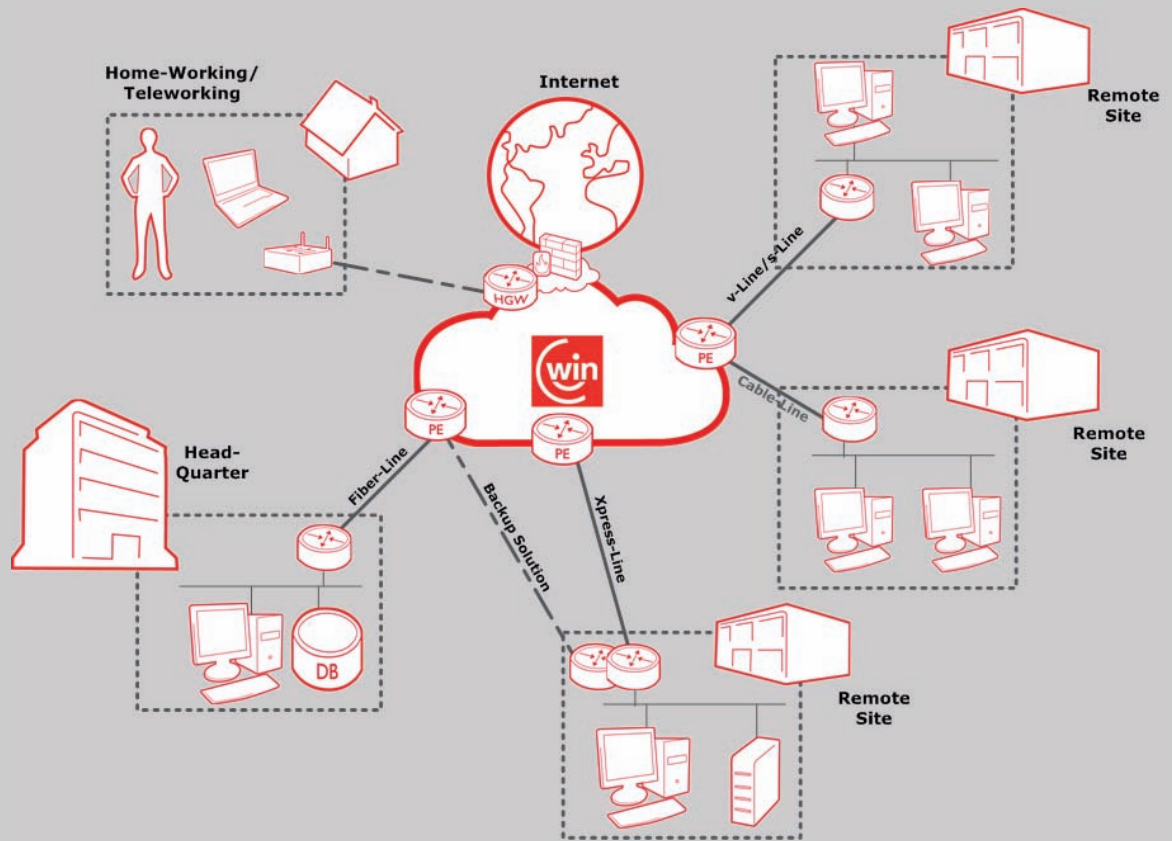 Home-Working/
Teleworking
Internet
Remote
Site
v-Line/s-Line
HGW
PE
win
Cable-Line
Remote
Site
PE
PE
Head-
Quarter
Fiber-Line
Backup Solution
Xpress-Line
DB
Remote
Site